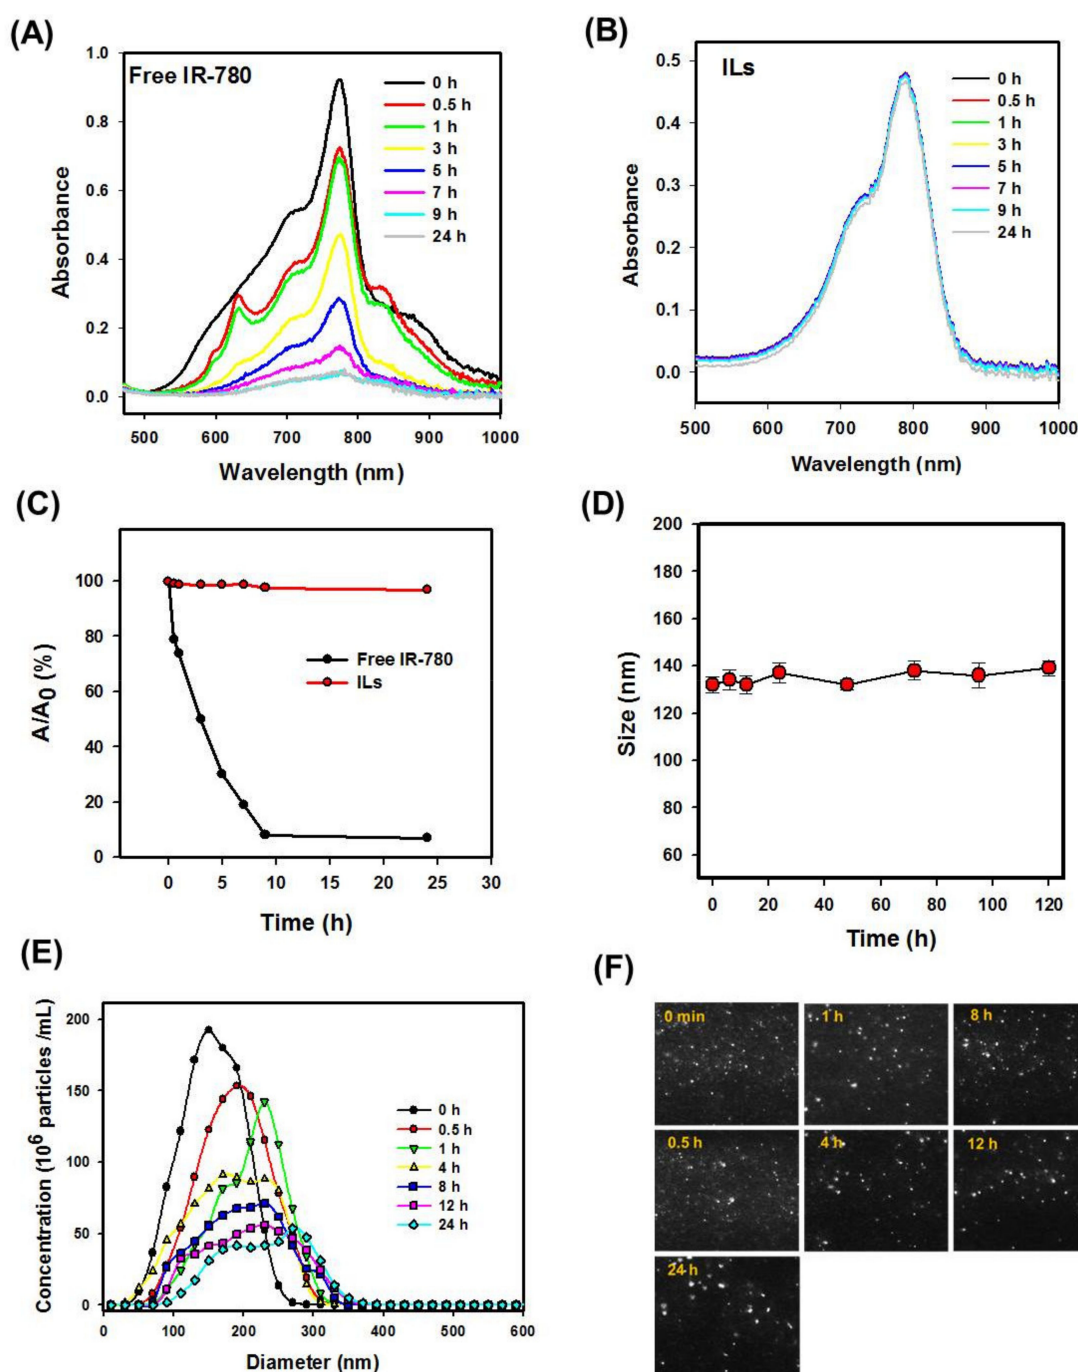 (A)
Free IR-780
0 h
0.5 h
1 h
3 h
5 h
7 h
9 h
24 h
1.0
0.8
0.6
0.4
0.2
0.0
Absorbance
500 600 700 800 900 1000
Wavelength (nm)
(B)
ILs
0 h
0.5 h
1 h
3 h
5 h
7 h
9 h
24 h
0.5
0.4
0.3
0.2
0.1
0.0
Absorbance
500 600 700 800 900 1000
Wavelength (nm)
(C)
100
80
60
40
20
0
A/A0 (%)
Free IR-780
ILs
0 5 10 15 20 25 30
Time (h)
(D)
200
180
160
140
120
100
80
60
Size (nm)
0 20 40 60 80 100 120
Time (h)
(E)
200
150
100
50
0
Concentration (10⁶ particles /mL)
0 h
0.5 h
1 h
4 h
8 h
12 h
24 h
0 100 200 300 400 500 600
Diameter (nm)
(F)
0 min
1 h
8 h
0.5 h
4 h
12 h
24 h